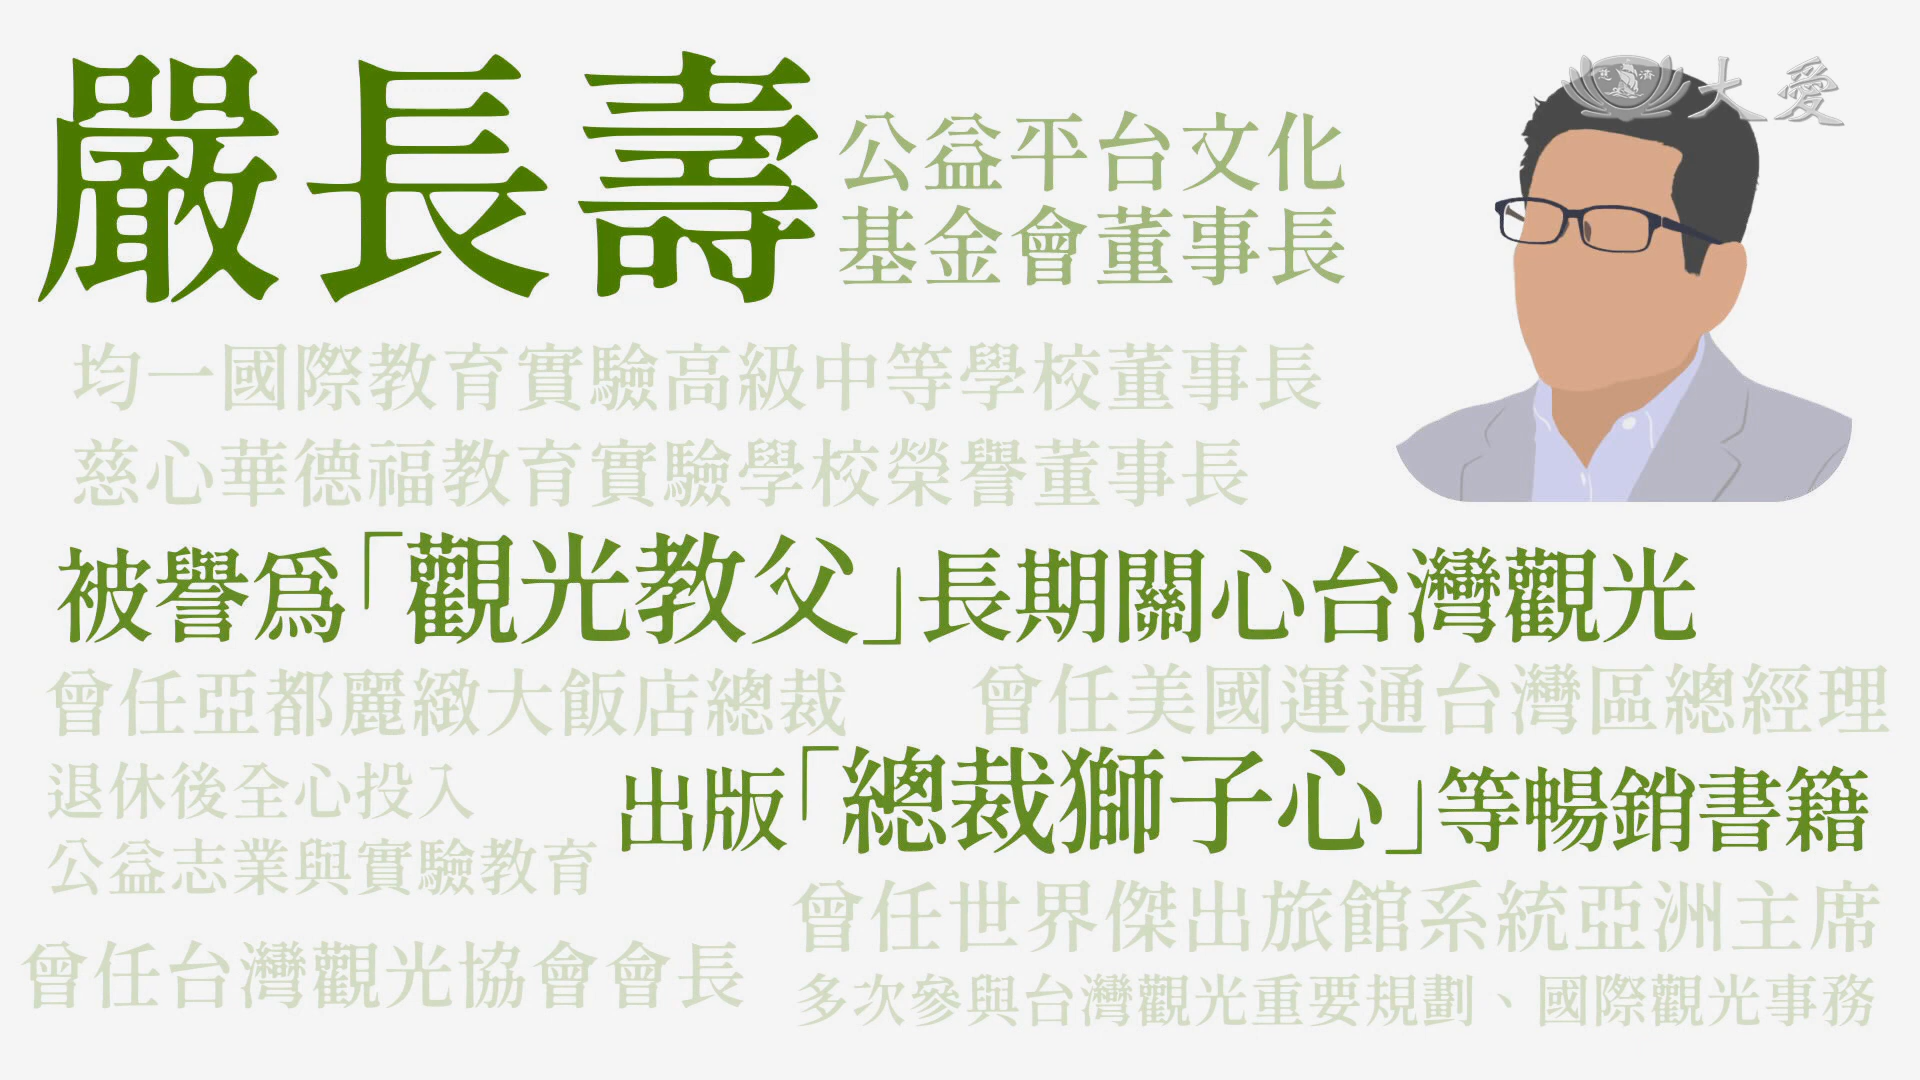 嚴長壽
公益平台文化
基金會董事長
慈濟 大愛
均一國際教育實驗高級中等學校董事長
慈心華德福教育實驗學校榮譽董事長
被譽為「觀光教父」長期關心台灣觀光
曾任亞都麗緻大飯店總裁
曾任美國運通台灣區總經理
退休後全心投入
公益志業與實驗教育
出版「總裁獅子心」等暢銷書籍
曾任世界傑出旅館系統亞洲主席
曾任台灣觀光協會會長
多次參與台灣觀光重要規劃、國際觀光事務